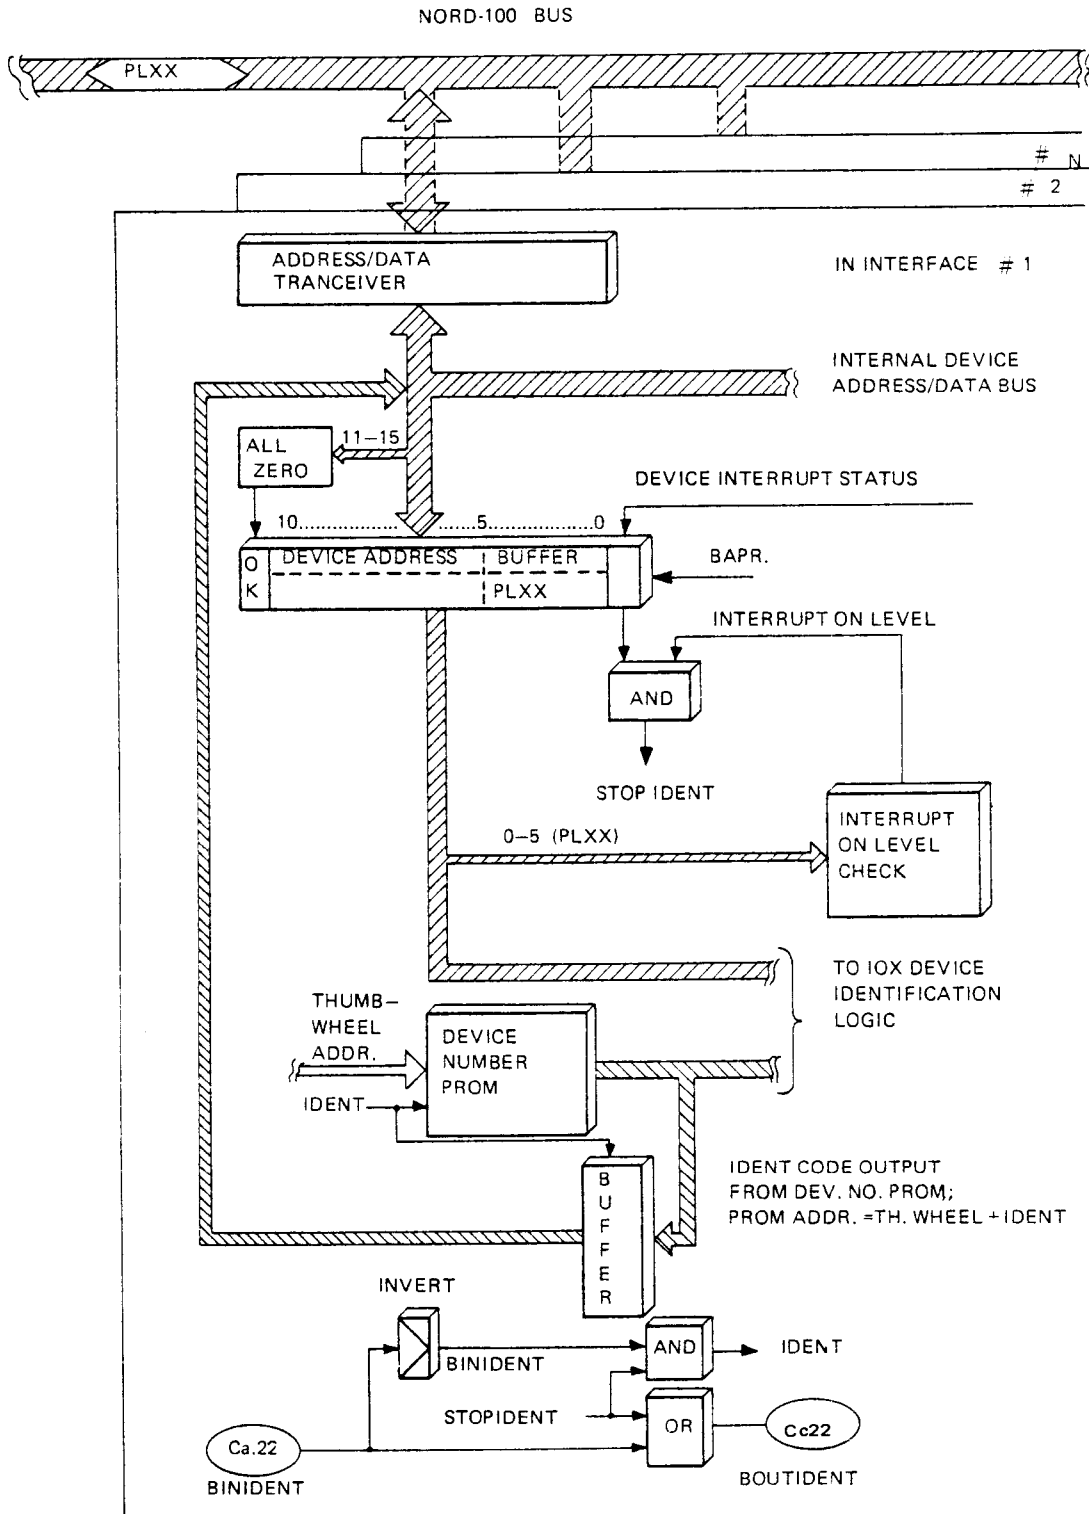 NORD-100 BUS
PLXX
# N
# 2
ADDRESS/DATA
TRANCEIVER
IN INTERFACE # 1
INTERNAL DEVICE
ADDRESS/DATA BUS
11-15
ALL
ZERO
DEVICE INTERRUPT STATUS
10..................5..................0
OK
DEVICE ADDRESS
BUFFER
PLXX
BAPR.
INTERRUPT ON LEVEL
AND
STOP IDENT
INTERRUPT
ON LEVEL
CHECK
0-5 (PLXX)
TO IOX DEVICE
IDENTIFICATION
LOGIC
THUMB-
WHEEL
ADDR.
DEVICE
NUMBER
PROM
IDENT
BUFFER
IDENT CODE OUTPUT
FROM DEV. NO. PROM;
PROM ADDR. =TH. WHEEL + IDENT
INVERT
BINIDENT
AND
IDENT
STOPIDENT
OR
Cc22
BOUTIDENT
Ca.22
BINIDENT